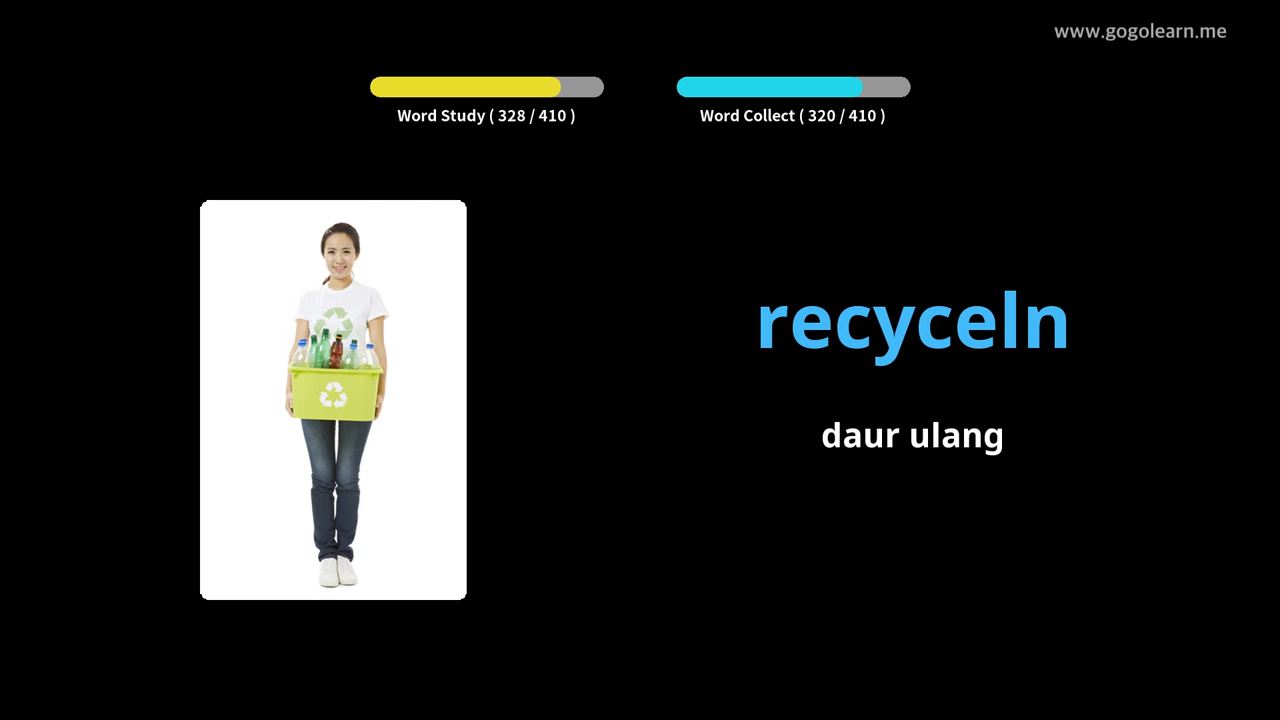 www.gogolearn.me
Word Study ( 328 / 410 )
Word Collect ( 320 / 410 )
recyceln
daur ulang